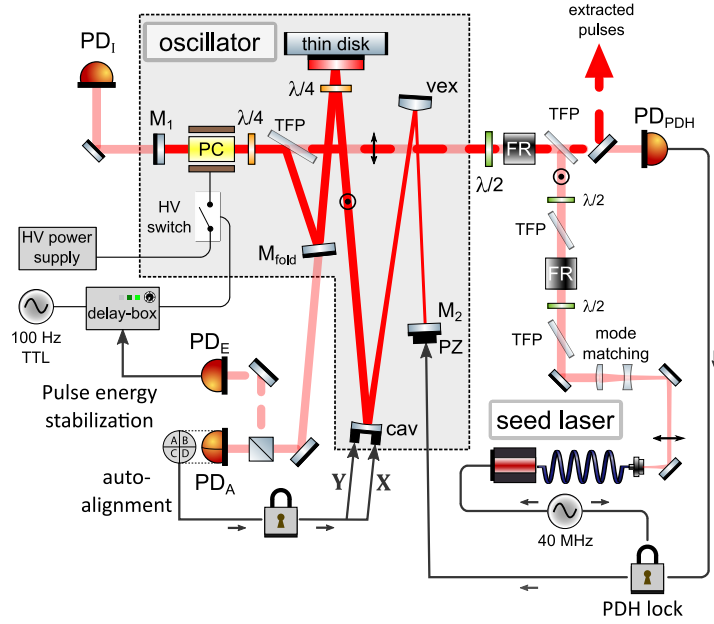 extracted
pulses
oscillator
thin disk
PD_I
λ/4
vex
TFP
PD_PDH
M_1
λ/4
TFP
PC
FR
λ/2
HV
switch
λ/2
TFP
M_fold
HV power
supply
FR
M_2
λ/2
delay-box
PZ
TFP
mode
matching
100 Hz
TTL
PD_E
Pulse energy
stabilization
cav
seed laser
A B
C D
PD_A
Y X
auto-
alignment
40 MHz
PDH lock